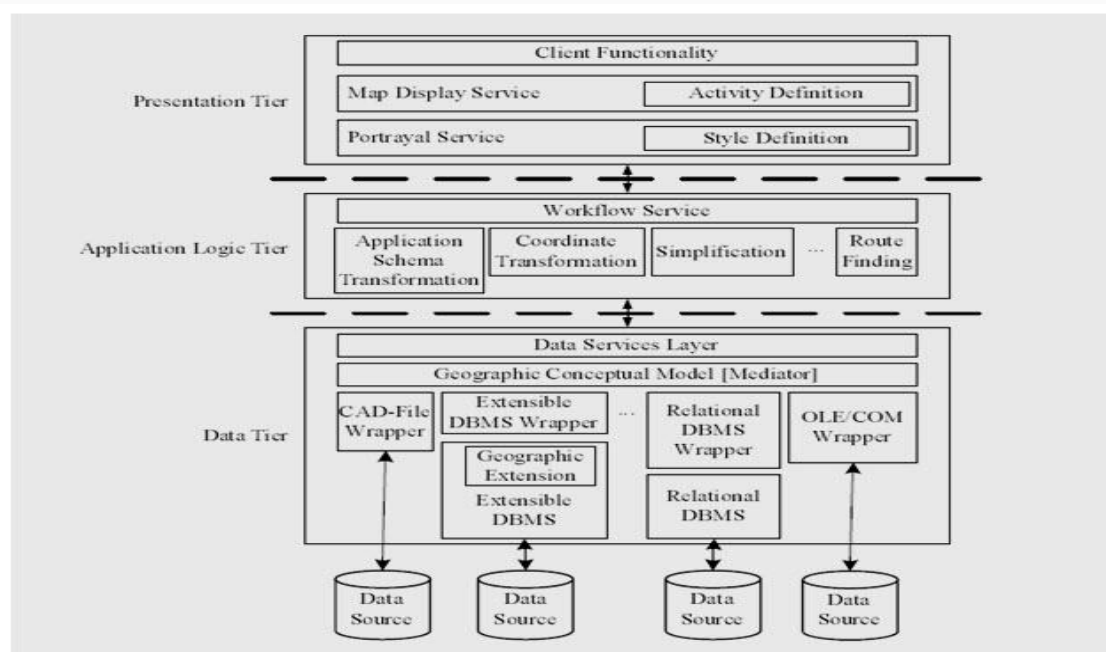 Client Functionality
Presentation Tier
Map Display Service
Activity Definition
Portrayal Service
Style Definition
Application Logic Tier
Workflow Service
Application
Schema
Transformation
Coordinate
Transformation
Simplification
...
Route
Finding
Data Tier
Data Services Layer
Geographic Conceptual Model [Mediator]
CAD-File
Wrapper
Extensible
DBMS Wrapper
...
Relational
DBMS
Wrapper
OLE/COM
Wrapper
Geographic
Extension
Extensible
DBMS
Relational
DBMS
Data
Source
Data
Source
Data
Source
Data
Source